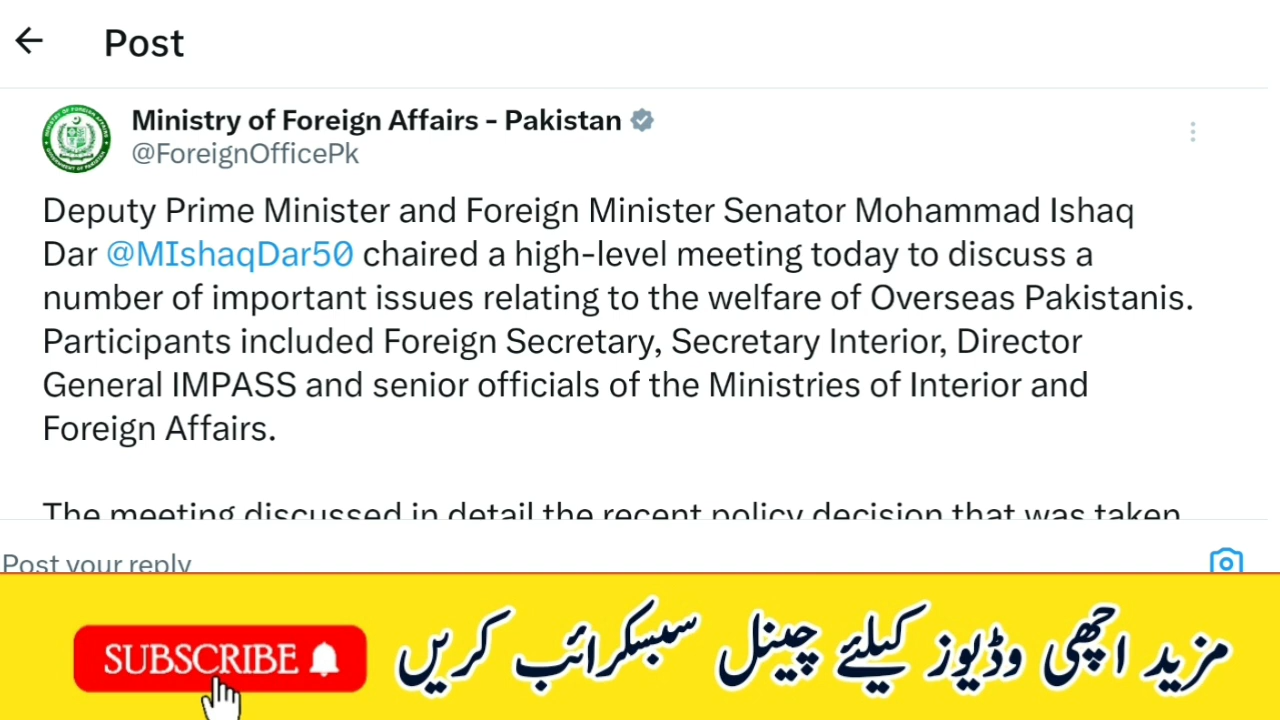 Post
Ministry of Foreign Affairs - Pakistan
@ForeignOfficePk
Deputy Prime Minister and Foreign Minister Senator Mohammad Ishaq
Dar @MIshaqDar50 chaired a high-level meeting today to discuss a
number of important issues relating to the welfare of Overseas Pakistanis.
Participants included Foreign Secretary, Secretary Interior, Director
General IMPASS and senior officials of the Ministries of Interior and
Foreign Affairs.
The meeting discussed in detail the recent policy decision that was taken
Post your reply
SUBSCRIBE
مزید اچھی وڈیوز کیلئے چینل سبسکرائب کریں